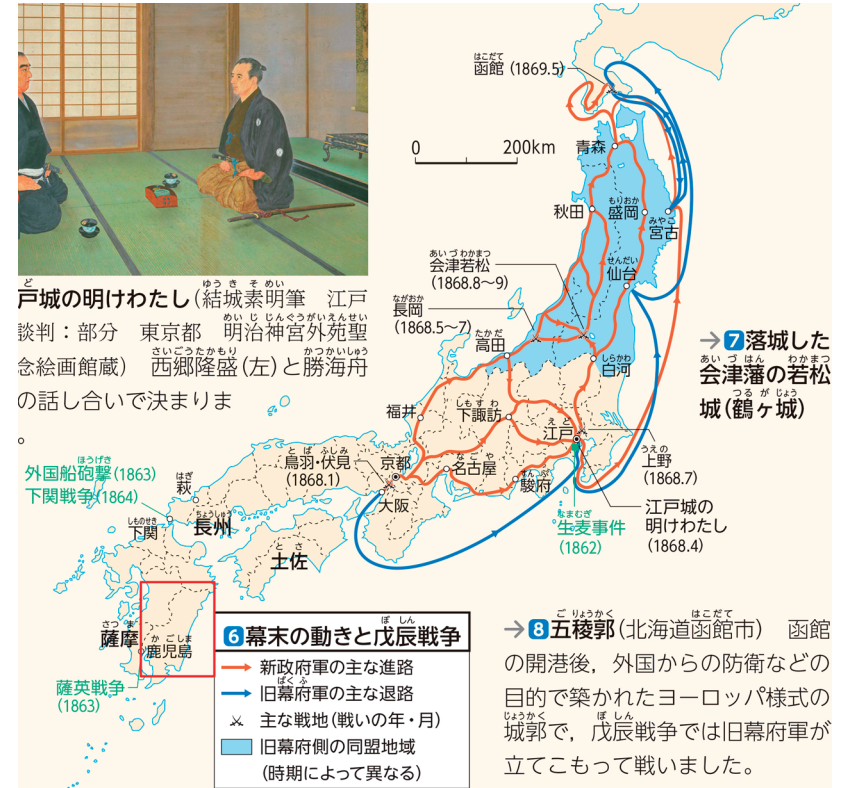 戸城の明けわたし(結城素明筆　江戸
談判：部分　東京都　明治神宮外苑聖
念絵画館蔵)　西郷隆盛(左)と勝海舟
の話し合いで決まりま
。
函館(1869.5)
0　200km
青森
秋田
盛岡
宮古
会津若松
(1868.8〜9)
仙台
長岡
(1868.5〜7)
高田
白河
→7落城した
会津藩の若松
城(鶴ヶ城)
福井
下諏訪
江戸
上野
(1868.7)
鳥羽・伏見
(1868.1)
京都
名古屋
駿府
大阪
江戸城の
明けわたし
(1868.4)
生麦事件
(1862)
外国船砲撃(1863)
下関戦争(1864)
萩
長州
下関
土佐
薩摩
鹿児島
薩英戦争
(1863)
6幕末の動きと戊辰戦争
新政府軍の主な進路
旧幕府軍の主な退路
主な戦地(戦いの年・月)
旧幕府側の同盟地域
(時期によって異なる)
→8五稜郭(北海道函館市)　函館
の開港後，外国からの防衛などの
目的で築かれたヨーロッパ様式の
城郭で，戊辰戦争では旧幕府軍が
立てこもって戦いました。